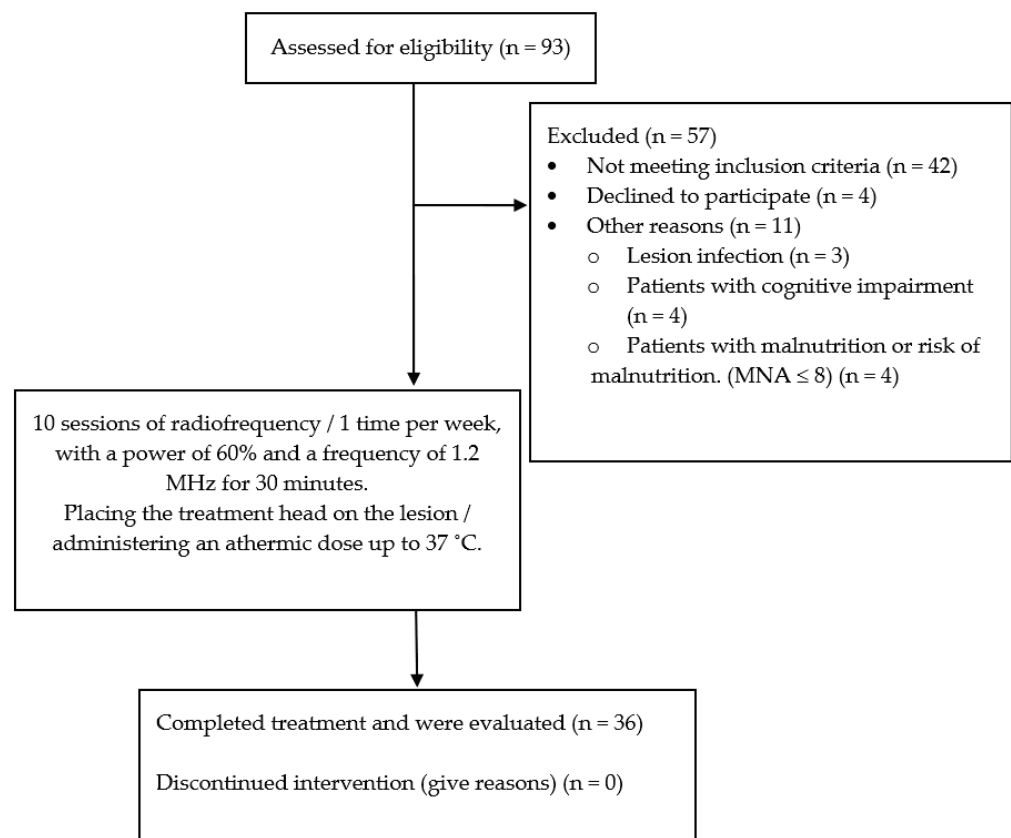 Assessed for eligibility (n = 93)
Excluded (n = 57)
• Not meeting inclusion criteria (n = 42)
• Declined to participate (n = 4)
• Other reasons (n = 11)
o Lesion infection (n = 3)
o Patients with cognitive impairment
(n = 4)
o Patients with malnutrition or risk of
malnutrition. (MNA ≤ 8) (n = 4)
10 sessions of radiofrequency / 1 time per week,
with a power of 60% and a frequency of 1.2
MHz for 30 minutes.
Placing the treatment head on the lesion /
administering an athermic dose up to 37 ˚C.
Completed treatment and were evaluated (n = 36)
Discontinued intervention (give reasons) (n = 0)